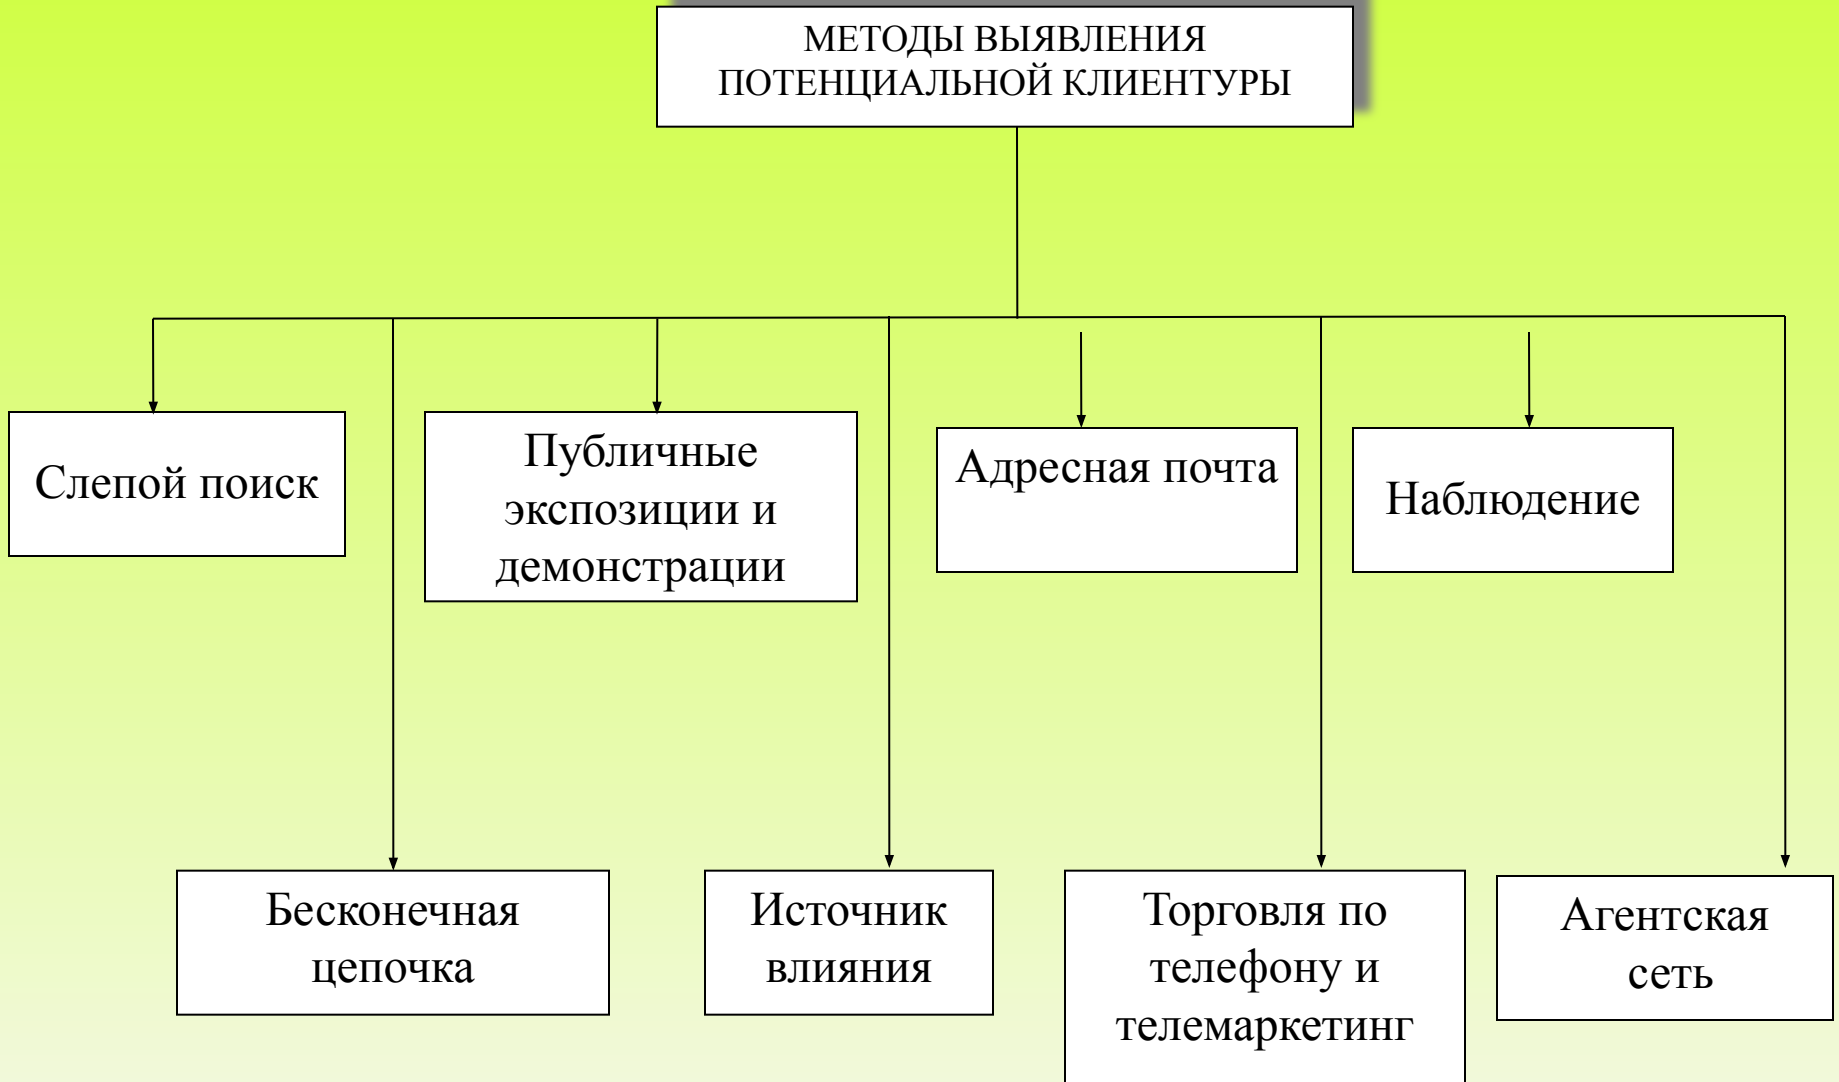 МЕТОДЫ ВЫЯВЛЕНИЯ
ПОТЕНЦИАЛЬНОЙ КЛИЕНТУРЫ
Слепой поиск
Публичные
экспозиции и
демонстрации
Адресная почта
Наблюдение
Бесконечная
цепочка
Источник
влияния
Торговля по
телефону и
телемаркетинг
Агентская
сеть